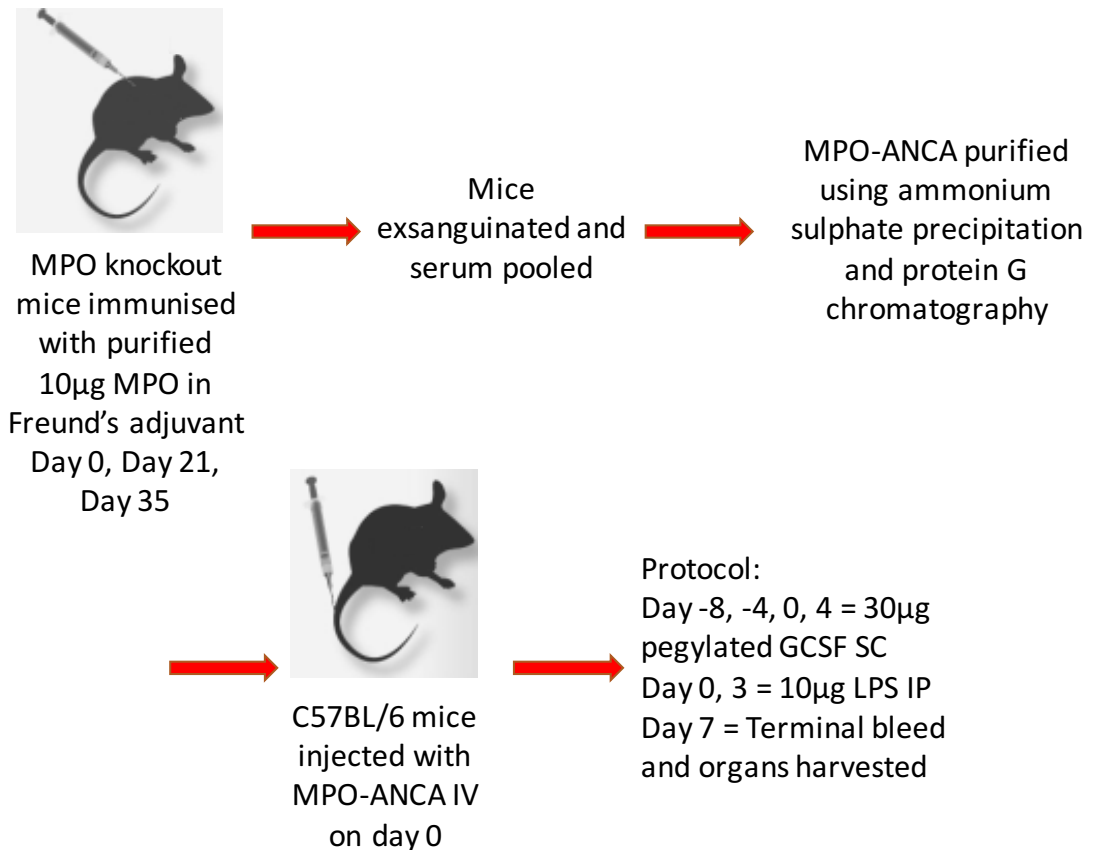 MPO knockout
mice immunised
with purified
10µg MPO in
Freund's adjuvant
Day 0, Day 21,
Day 35
Mice
exsanguinated and
serum pooled
MPO-ANCA purified
using ammonium
sulphate precipitation
and protein G
chromatography
C57BL/6 mice
injected with
MPO-ANCA IV
on day 0
Protocol:
Day -8, -4, 0, 4 = 30µg
pegylated GCSF SC
Day 0, 3 = 10µg LPS IP
Day 7 = Terminal bleed
and organs harvested